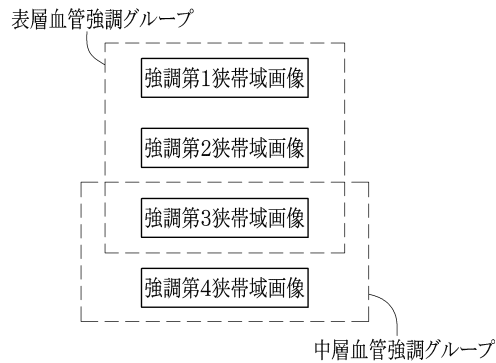 表層血管強調グループ
強調第1狭帯域画像
強調第2狭帯域画像
強調第3狭帯域画像
強調第4狭帯域画像
中層血管強調グループ